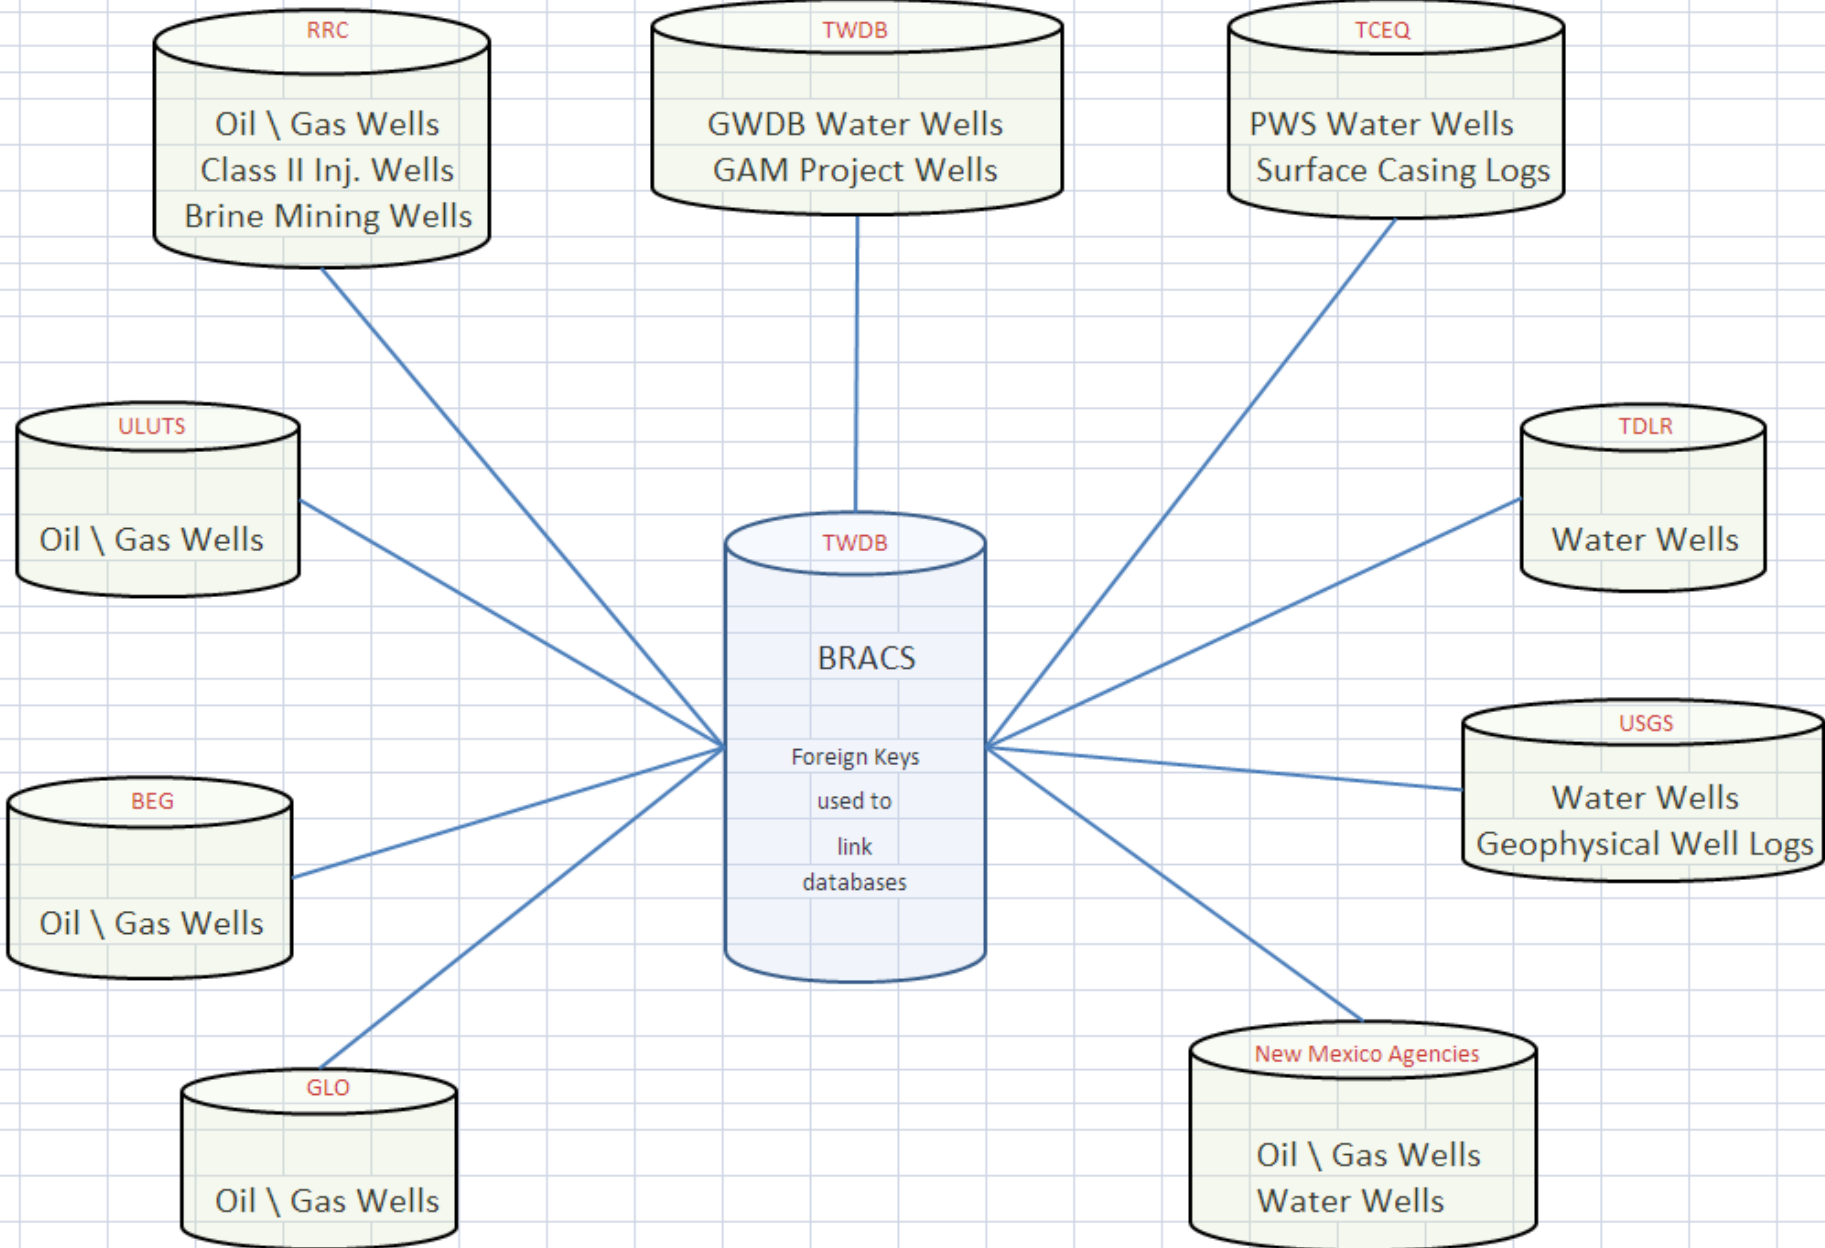 RRC
Oil \ Gas Wells
Class II Inj. Wells
Brine Mining Wells
TWDB
GWDB Water Wells
GAM Project Wells
TCEQ
PWS Water Wells
Surface Casing Logs
ULUTS
Oil \ Gas Wells
TWDB
BRACS
Foreign Keys
used to
link
databases
TDLR
Water Wells
BEG
Oil \ Gas Wells
USGS
Water Wells
Geophysical Well Logs
GLO
Oil \ Gas Wells
New Mexico Agencies
Oil \ Gas Wells
Water Wells